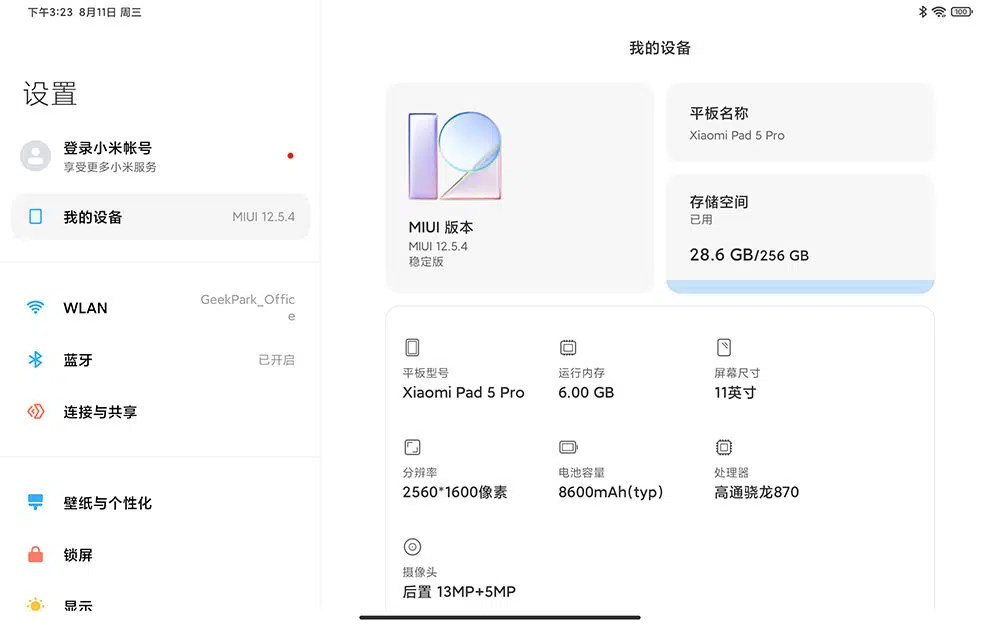 下午3:23 8月11日 周三
100
设置
登录小米帐号
享受更多小米服务
我的设备
MIUI 12.5.4
WLAN
GeekPark_Offic
e
蓝牙
已开启
连接与共享
壁纸与个性化
锁屏
显示
我的设备
MIUI 版本
MIUI 12.5.4
稳定版
平板名称
Xiaomi Pad 5 Pro
存储空间
已用
28.6 GB/256 GB
平板型号
Xiaomi Pad 5 Pro
运行内存
6.00 GB
屏幕尺寸
11英寸
分辨率
2560*1600像素
电池容量
8600mAh(typ)
处理器
高通骁龙870
摄像头
后置 13MP+5MP